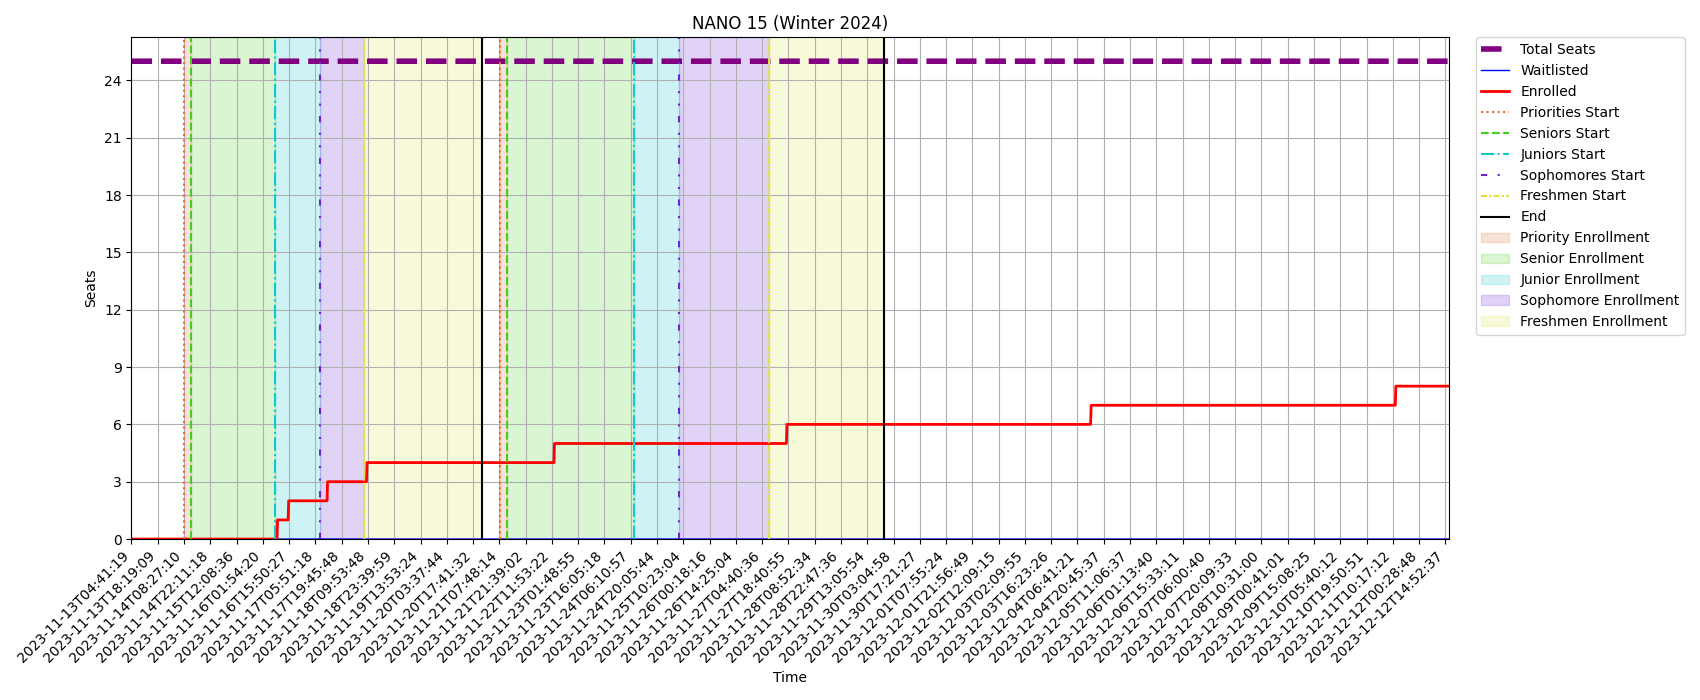 NANO 15 (Winter 2024)
Seats
24
21
18
15
12
9
6
3
0
2023-11-13T04:41:19
2023-11-13T18:19:09
2023-11-14T08:27:10
2023-11-14T22:11:18
2023-11-15T12:08:36
2023-11-16T01:54:20
2023-11-16T15:50:27
2023-11-17T05:51:18
2023-11-17T19:45:48
2023-11-18T09:53:48
2023-11-18T23:39:59
2023-11-19T13:53:24
2023-11-20T03:37:44
2023-11-20T17:41:32
2023-11-21T07:48:14
2023-11-21T21:39:02
2023-11-22T11:53:22
2023-11-23T01:48:55
2023-11-23T16:05:18
2023-11-24T06:10:57
2023-11-24T20:05:44
2023-11-25T10:23:04
2023-11-26T00:18:16
2023-11-26T14:25:04
2023-11-27T04:40:36
2023-11-27T18:40:55
2023-11-28T08:52:34
2023-11-28T22:47:36
2023-11-29T13:05:54
2023-11-30T03:04:58
2023-11-30T17:21:27
2023-12-01T07:55:24
2023-12-01T21:56:49
2023-12-02T12:09:15
2023-12-03T02:09:55
2023-12-03T16:23:26
2023-12-04T06:41:21
2023-12-04T20:45:37
2023-12-05T11:06:37
2023-12-06T01:13:40
2023-12-06T15:33:11
2023-12-07T06:00:40
2023-12-07T20:09:33
2023-12-08T10:31:00
2023-12-09T00:41:01
2023-12-09T15:08:25
2023-12-10T05:40:12
2023-12-10T19:50:51
2023-12-11T10:17:12
2023-12-12T00:28:48
2023-12-12T14:52:37
Time
Total Seats
Waitlisted
Enrolled
Priorities Start
Seniors Start
Juniors Start
Sophomores Start
Freshmen Start
End
Priority Enrollment
Senior Enrollment
Junior Enrollment
Sophomore Enrollment
Freshmen Enrollment